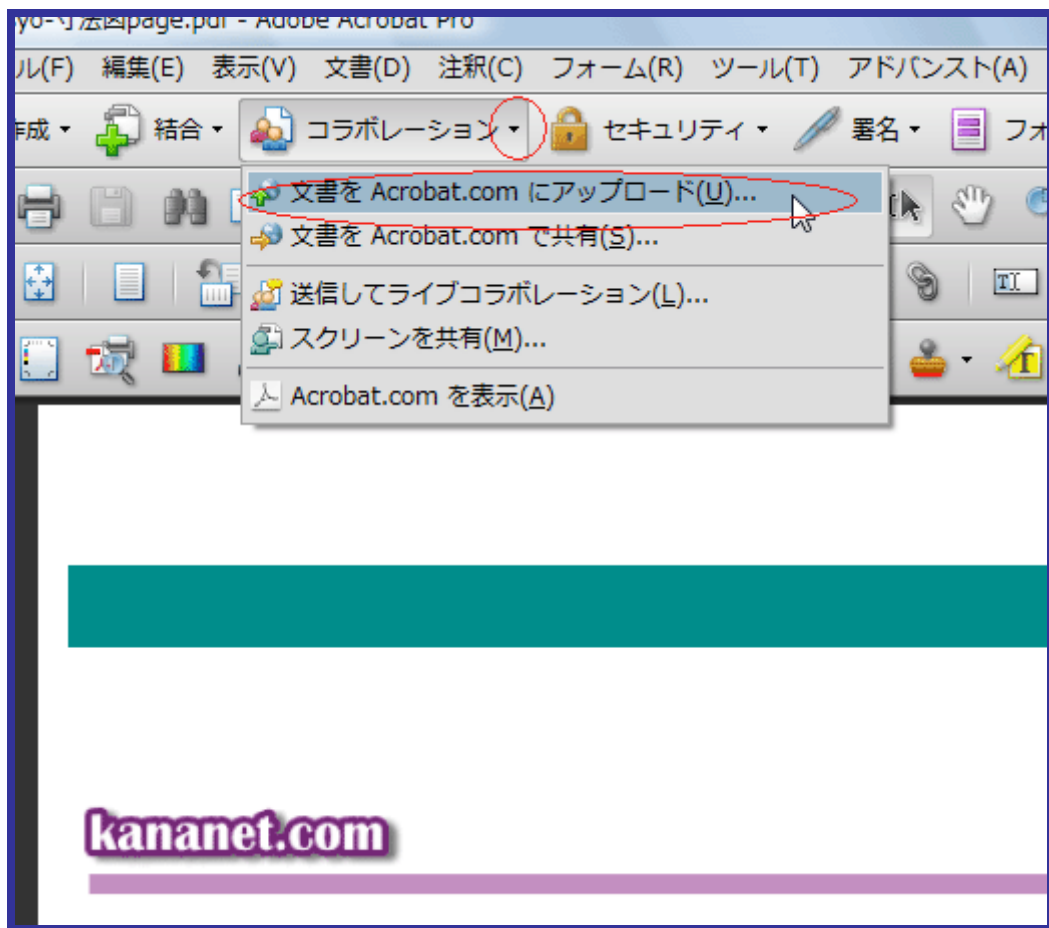 yo-寸法図page.pdf - Adobe Acrobat Pro
ル(F) 編集(E) 表示(V) 文書(D) 注釈(C) フォーム(R) ツール(T) アドバンスト(A)
作成 結合 コラボレーション セキュリティ 署名 フォ
文書を Acrobat.com にアップロード(U)...
文書を Acrobat.com で共有(S)...
送信してライブコラボレーション(L)...
スクリーンを共有(M)...
Acrobat.com を表示(A)
kananet.com